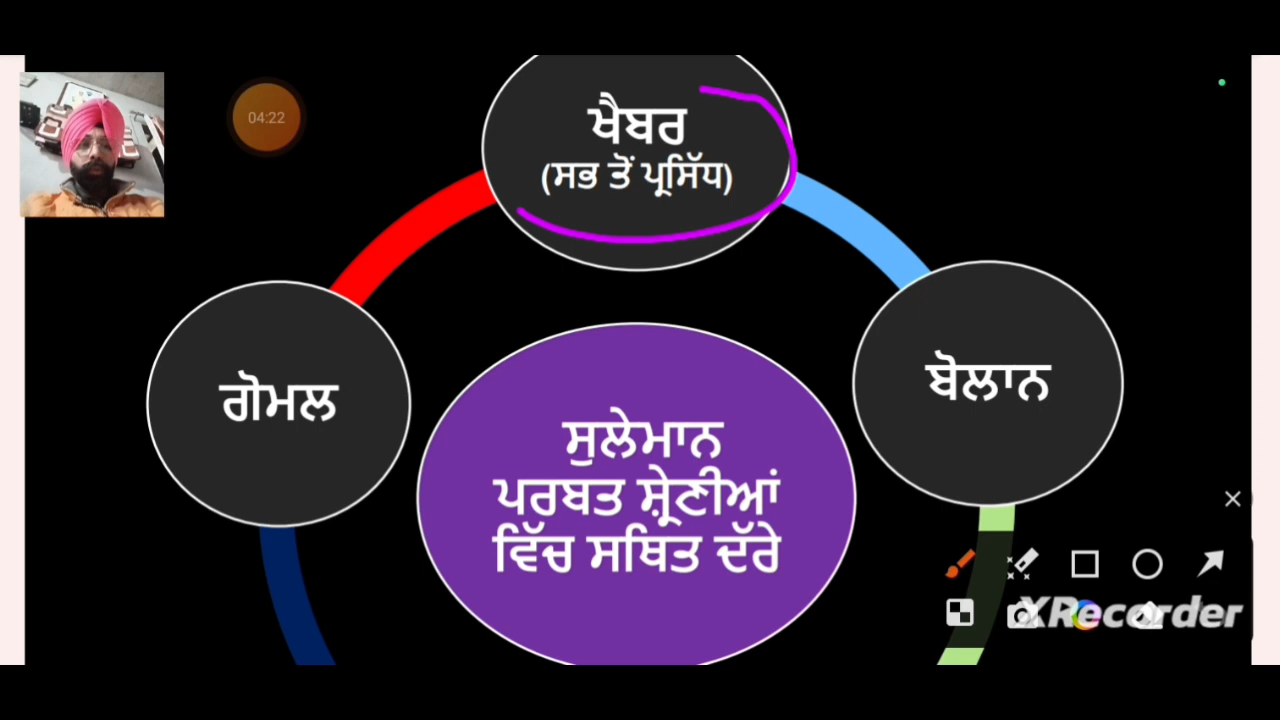 04:22
ਖੈਬਰ
(ਸਭ ਤੋਂ ਪ੍ਰਸਿੱਧ)
ਗੋਮਲ
ਬੋਲਾਨ
ਸੁਲੇਮਾਨ
ਪਰਬਤ ਸ਼੍ਰੇਣੀਆਂ
ਵਿੱਚ ਸਥਿਤ ਦੱਰੇ
XRecorder